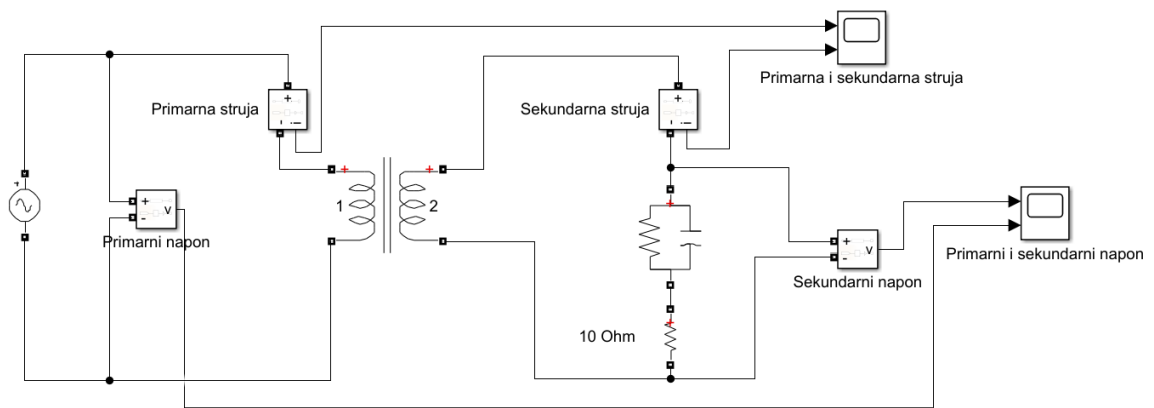 Primarna i sekundarna struja
Primarna struja
+
-
i
Sekundarna struja
+
-
i
+
+
1
2
+
+
-
v
Primarni napon
+
+
-
v
Sekundarni napon
Primarni i sekundarni napon
10 Ohm
+